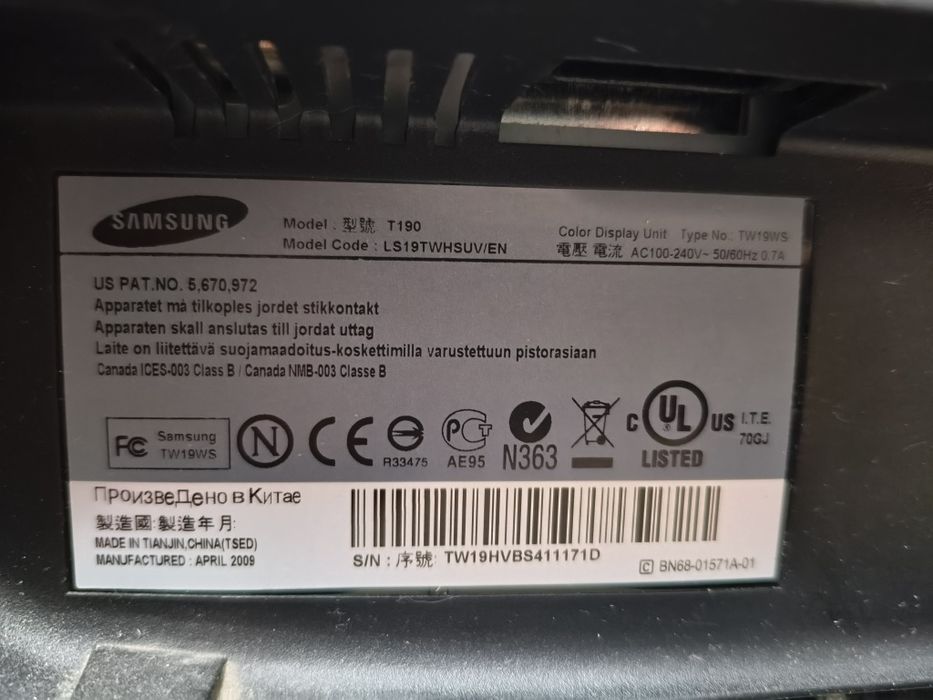 SAMSUNG
Model : 型號 T190
Model Code : LS19TWHSUV/EN
Color Display Unit Type No.: TW19WS
電壓 電流 AC100-240V~ 50/60Hz 0.7A
US PAT.NO. 5,670,972
Apparatet må tilkoples jordet stikkontakt
Apparaten skall anslutas till jordat uttag
Laite on liitettävä suojamaadoitus-koskettimilla varustettuun pistorasiaan
Canada ICES-003 Class B / Canada NMB-003 Classe B
FC Samsung
TW19WS
N
CE
R33475
PCT
AE95
N363
C UL ® US
LISTED
I.T.E.
70GJ
ПроизвеДено в Китае
製造國: 製造年月:
MADE IN TIANJIN,CHINA(TSED)
MANUFACTURED : APRIL 2009
S/N : 序號: TW19HVBS411171D
C BN68-01571A-01